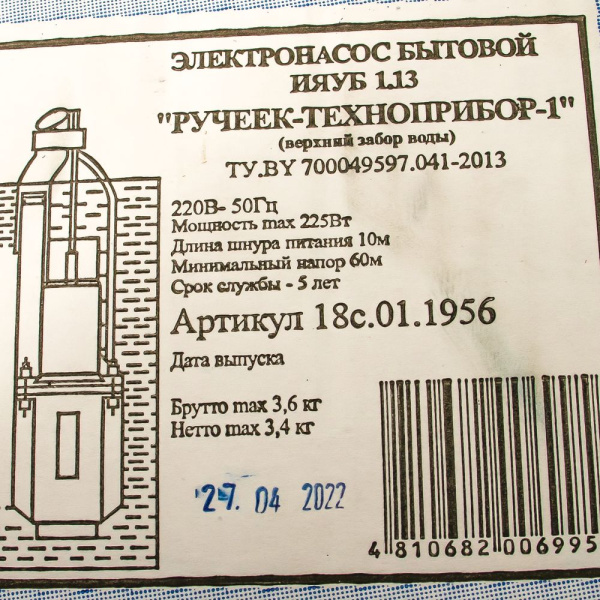 ЭЛЕКТРОНАСОС БЫТОВОЙ
ИЯУБ 1.13
"РУЧЕЕК-ТЕХНОПРИБОР-1"
(верхний забор воды)
ТУ.BY 700049597.041-2013
220В- 50Гц
Мощность max 225Вт
Длина шнура питания 10м
Минимальный напор 60м
Срок службы - 5 лет
Артикул 18с.01.1956
Дата выпуска
Брутто max 3,6 кг
Нетто max 3,4 кг
27. 04 2022
4 810682 006995